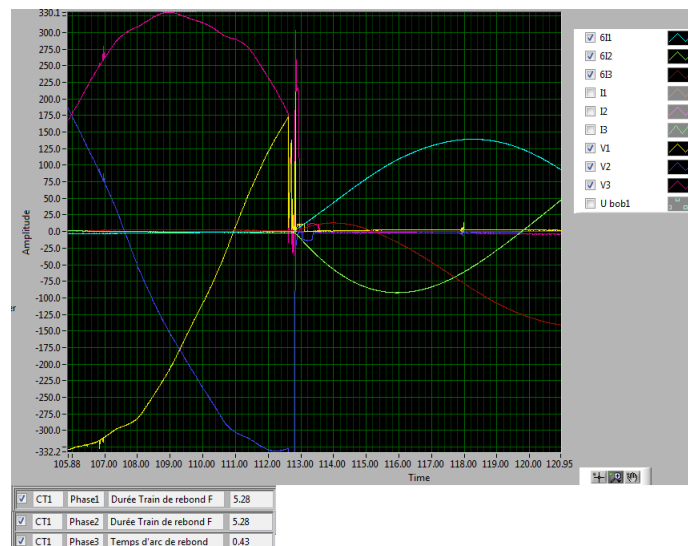 330.1
300.0
275.0
250.0
225.0
200.0
175.0
150.0
125.0
100.0
75.0
50.0
25.0
0.0
-25.0
-50.0
-75.0
-100.0
-125.0
-150.0
-175.0
-200.0
-225.0
-250.0
-275.0
-300.0
-332.2
Amplitude
105.88 107.00 108.00 109.00 110.00 111.00 112.00 113.00 114.00 115.00 116.00 117.00 118.00 119.00 120.95
Time
6I1
6I2
6I3
I1
I2
I3
V1
V2
V3
U bob1
CT1 Phase1 Durée Train de rebond F 5.28
CT1 Phase2 Durée Train de rebond F 5.28
CT1 Phase3 Temps d'arc de rebond 0.43